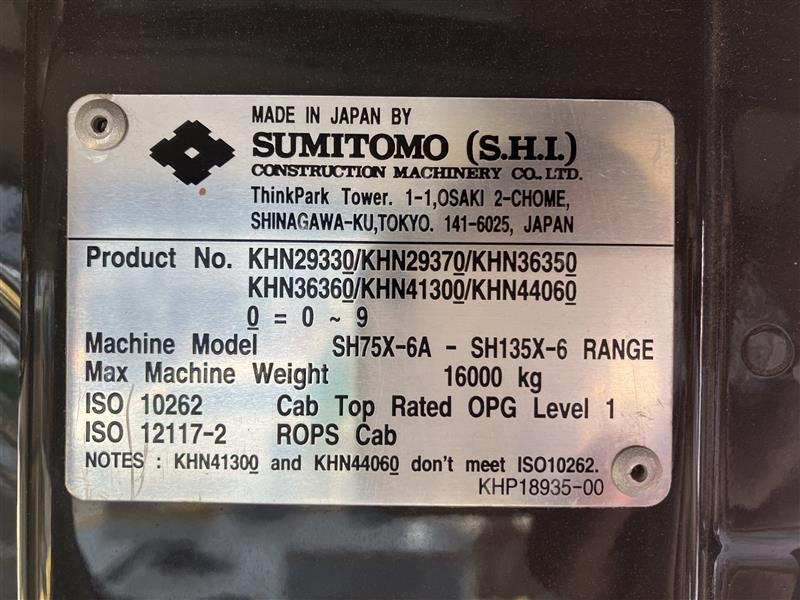 MADE IN JAPAN BY
SUMITOMO (S.H.I.)
CONSTRUCTION MACHINERY CO., LTD.
ThinkPark Tower. 1-1,OSAKI 2-CHOME,
SHINAGAWA-KU,TOKYO. 141-6025, JAPAN
Product No. KHN29330/KHN29370/KHN36350
KHN36360/KHN41300/KHN44060
0 = 0 ~ 9
Machine Model SH75X-6A - SH135X-6 RANGE
Max Machine Weight 16000 kg
ISO 10262 Cab Top Rated OPG Level 1
ISO 12117-2 ROPS Cab
NOTES : KHN41300 and KHN44060 don't meet ISO10262.
KHP18935-00